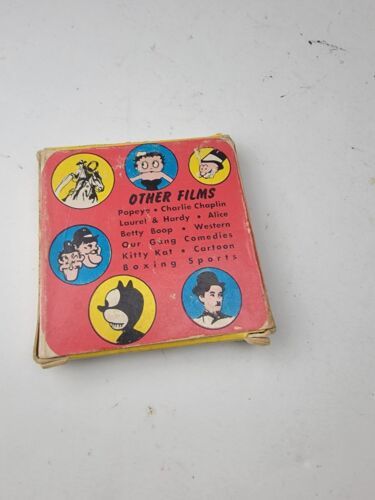 OTHER FILMS
Popeye • Charlie Chaplin
Laurel & Hardy • Alice
Betty Boop • Western
Our Gang Comedies
Kitty Kat • Cartoon
Boxing Sports